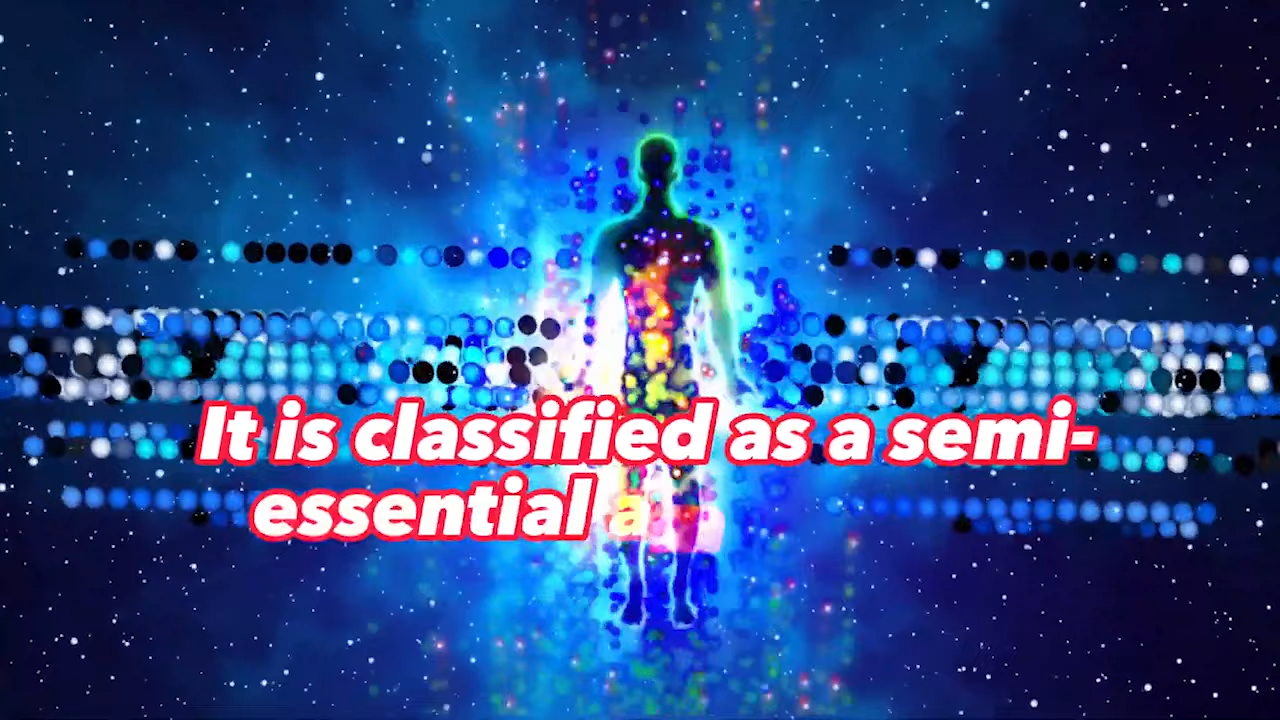 It is classified as a semi-
essential a